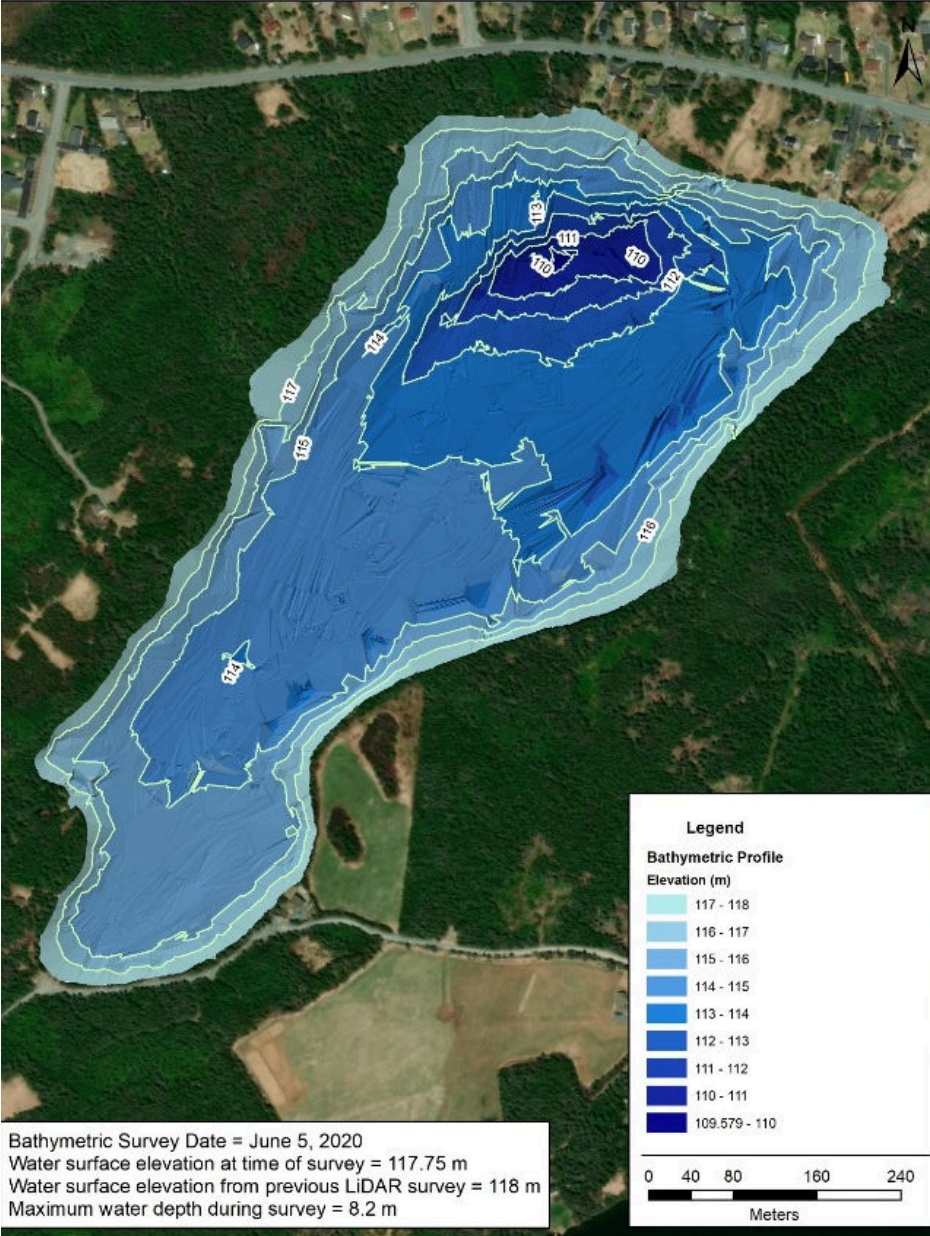 N
113
111
110
110
112
114
117
115
116
114
Legend
Bathymetric Profile
Elevation (m)
117 - 118
116 - 117
115 - 116
114 - 115
113 - 114
112 - 113
111 - 112
110 - 111
109.579 - 110
Bathymetric Survey Date = June 5, 2020
Water surface elevation at time of survey = 117.75 m
Water surface elevation from previous LiDAR survey = 118 m
Maximum water depth during survey = 8.2 m
0 40 80 160 240
Meters